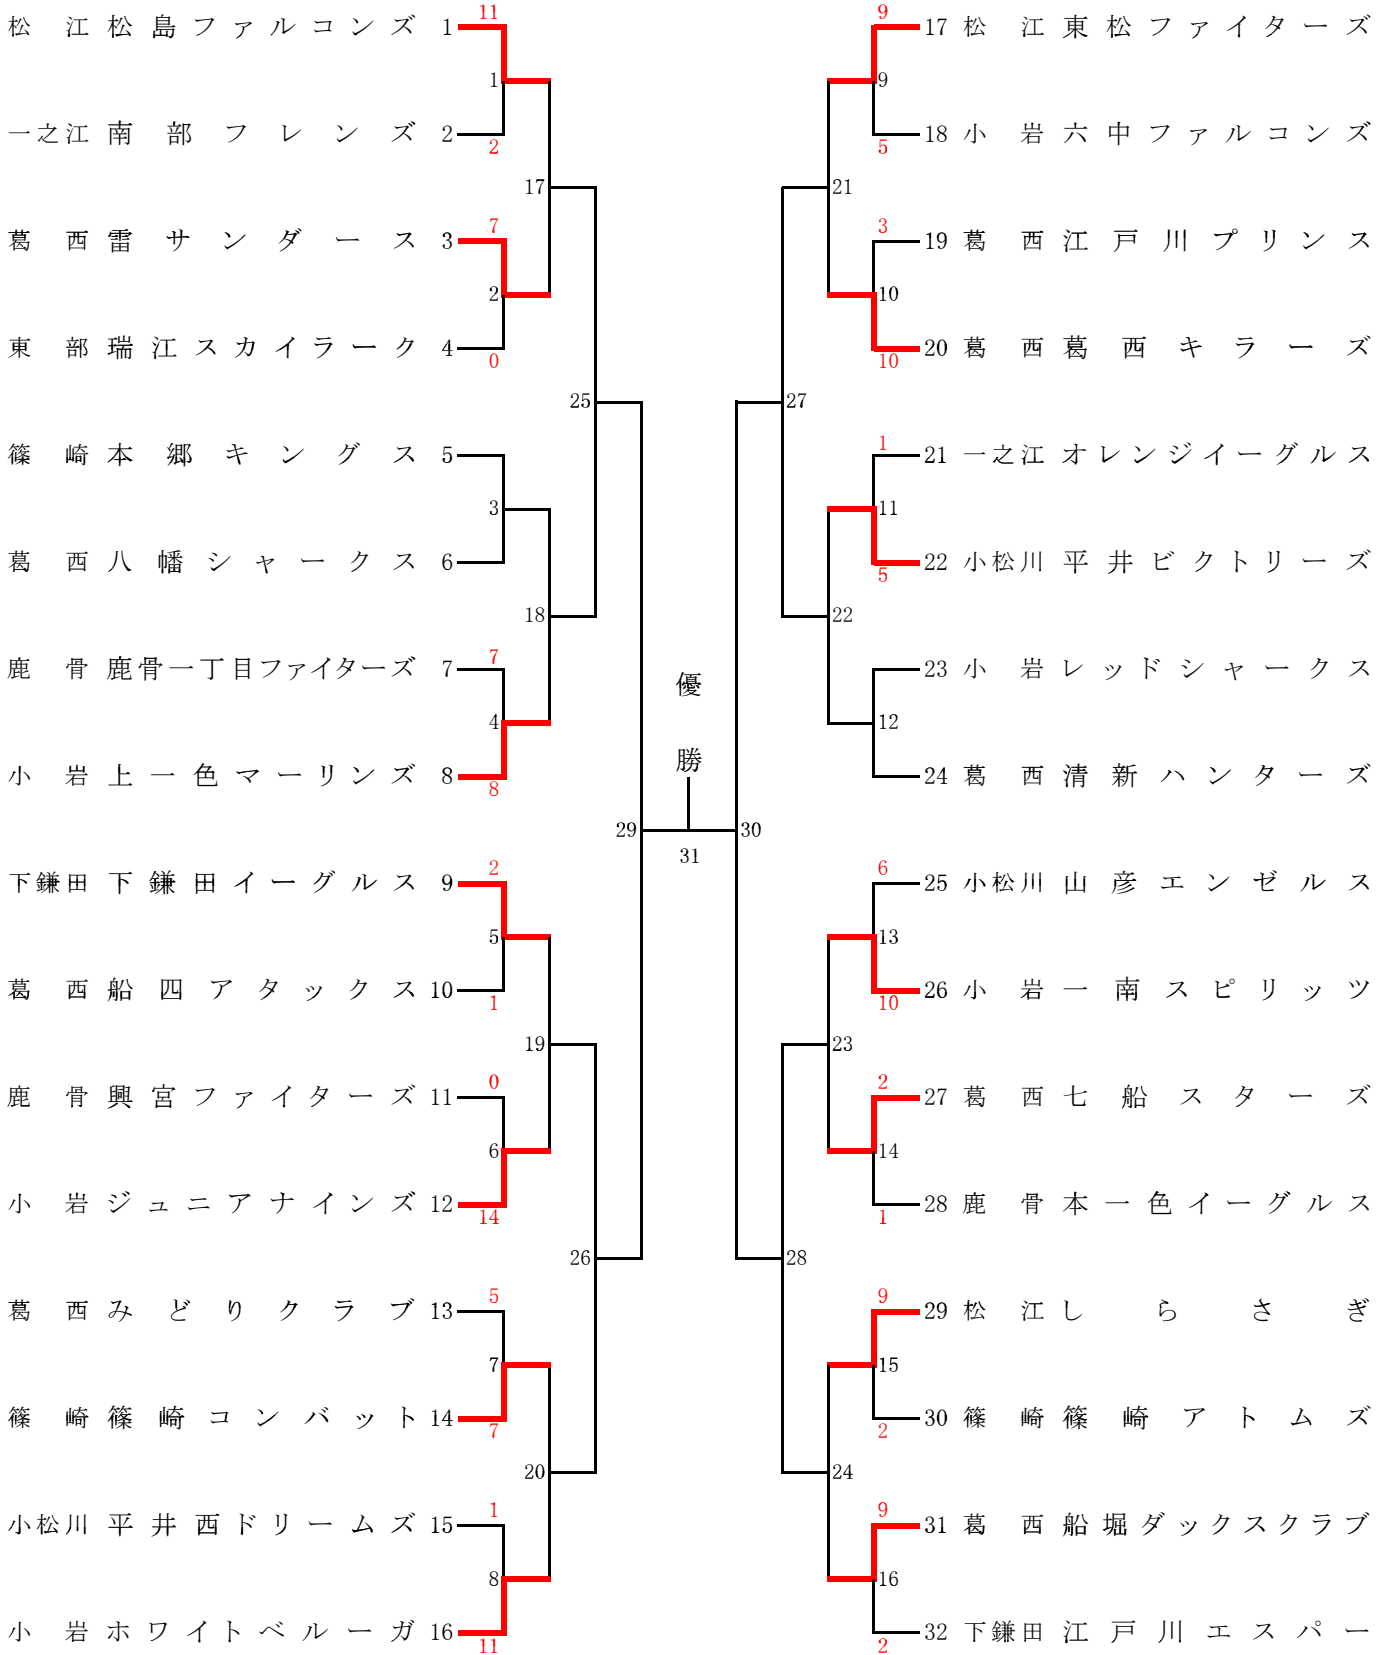 11
松 江 松島ファルコンズ 1
1
一之江 南部フレンズ 2
2
17
7
葛 西 雷サンダース 3
2
東 部 瑞江スカイラーク 4
0
25
篠 崎 本郷キングス 5
3
葛 西 八幡シャークス 6
18
7
鹿 骨 鹿骨一丁目ファイターズ 7
4
小 岩 上一色マーリンズ 8
8
29
2
下鎌田 下鎌田イーグルス 9
5
葛 西 船四アタックス 10
1
19
0
鹿 骨 興宮ファイターズ 11
6
小 岩 ジュニアナインズ 12
14
26
5
葛 西 みどりクラブ 13
7
篠 崎 篠崎コンバット 14
7
20
1
小松川 平井西ドリームズ 15
8
小 岩 ホワイトベルーガ 16
11
優
勝
31
9
17 松 江 東松ファイターズ
9
18 小 岩 六中ファルコンズ
5
21
3
19 葛 西 江戸川プリンス
10
20 葛 西 葛西キラーズ
10
27
1
21 一之江 オレンジイーグルス
11
22 小松川 平井ビクトリーズ
5
22
23 小 岩 レッドシャークス
12
24 葛 西 清新ハンターズ
30
6
25 小松川 山彦エンゼルス
13
26 小 岩 一南スピリッツ
10
23
2
27 葛 西 七船スターズ
14
28 鹿 骨 本一色イーグルス
1
28
9
29 松 江 しらさぎ
15
30 篠 崎 篠崎アトムズ
2
24
9
31 葛 西 船堀ダックスクラブ
16
32 下鎌田 江戸川エスパー
2